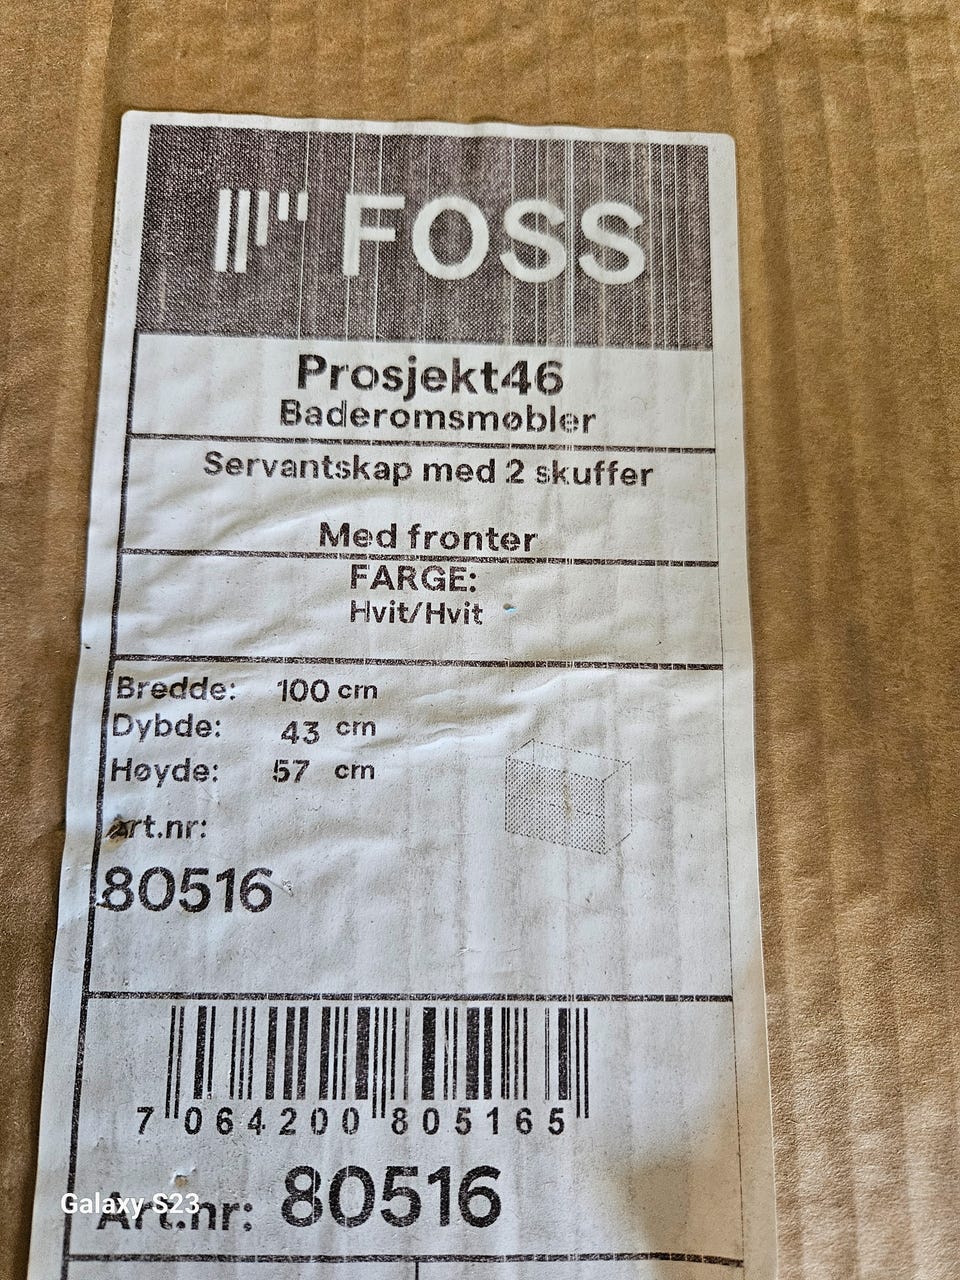 FOSS
Prosjekt46
Baderomsmøbler
Servantskap med 2 skuffer
Med fronter
FARGE:
Hvit/Hvit
Bredde: 100 cm
Dybde: 43 cm
Høyde: 57 cm
Art.nr:
80516
7 064200 805165
Art.nr: 80516
Galaxy S23